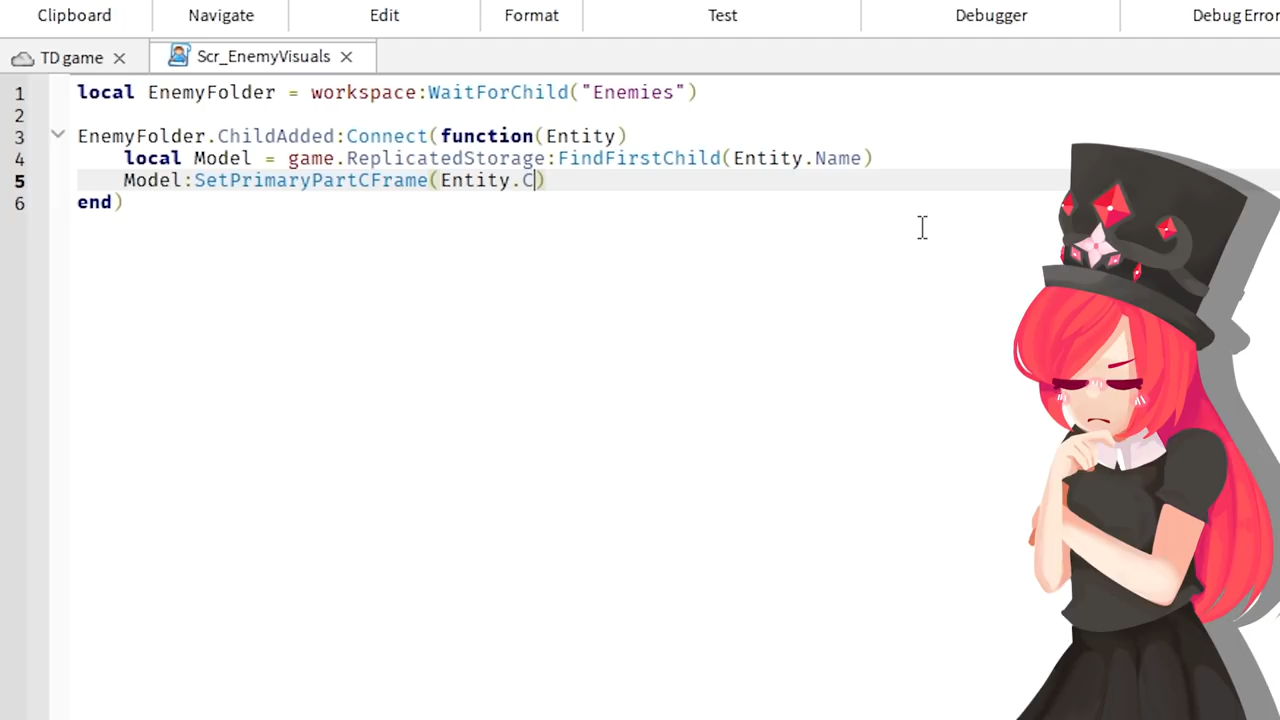 Clipboard Navigate Edit Format Test Debugger Debug Error
TD game Scr_EnemyVisuals
1 local EnemyFolder = workspace:WaitForChild("Enemies")
2
3 EnemyFolder.ChildAdded:Connect(function(Entity)
4 local Model = game.ReplicatedStorage:FindFirstChild(Entity.Name)
5 Model:SetPrimaryPartCFrame(Entity.C)
6 end)